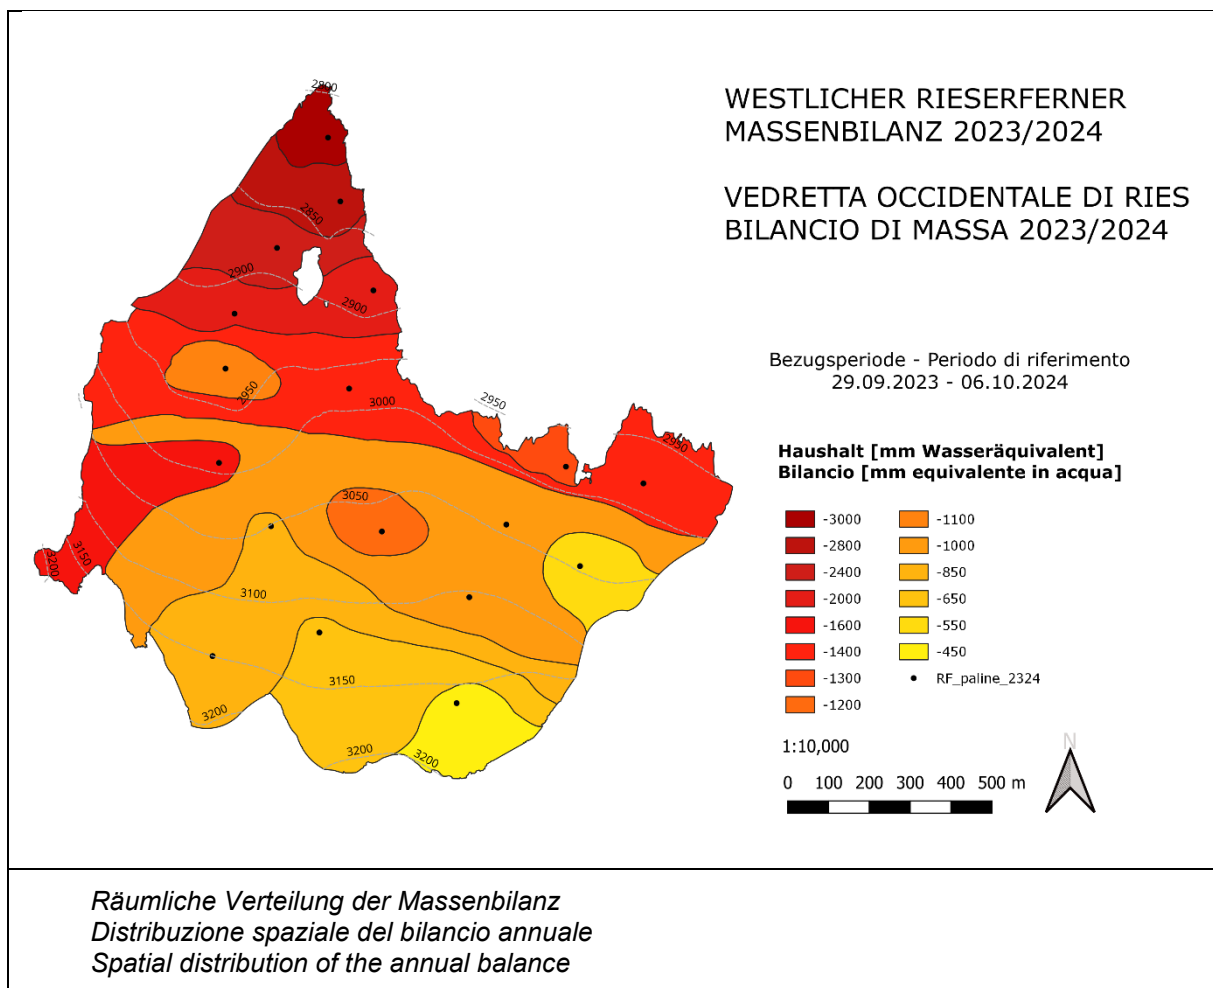 WESTLICHER RIESERFERNER
MASSENBILANZ 2023/2024
VEDRETTA OCCIDENTALE DI RIES
BILANCIO DI MASSA 2023/2024
Bezugsperiode - Periodo di riferimento
29.09.2023 - 06.10.2024
2800
2850
2900
2900
2950
3000
2950
2950
3050
3150
3200
3100
3150
3200
3200
3200
Haushalt [mm Wasseräquivalent]
Bilancio [mm equivalente in acqua]
-3000
-2800
-2400
-2000
-1600
-1400
-1300
-1200
-1100
-1000
-850
-650
-550
-450
RF_paline_2324
1:10,000
0 100 200 300 400 500 m
N
Räumliche Verteilung der Massenbilanz
Distribuzione spaziale del bilancio annuale
Spatial distribution of the annual balance